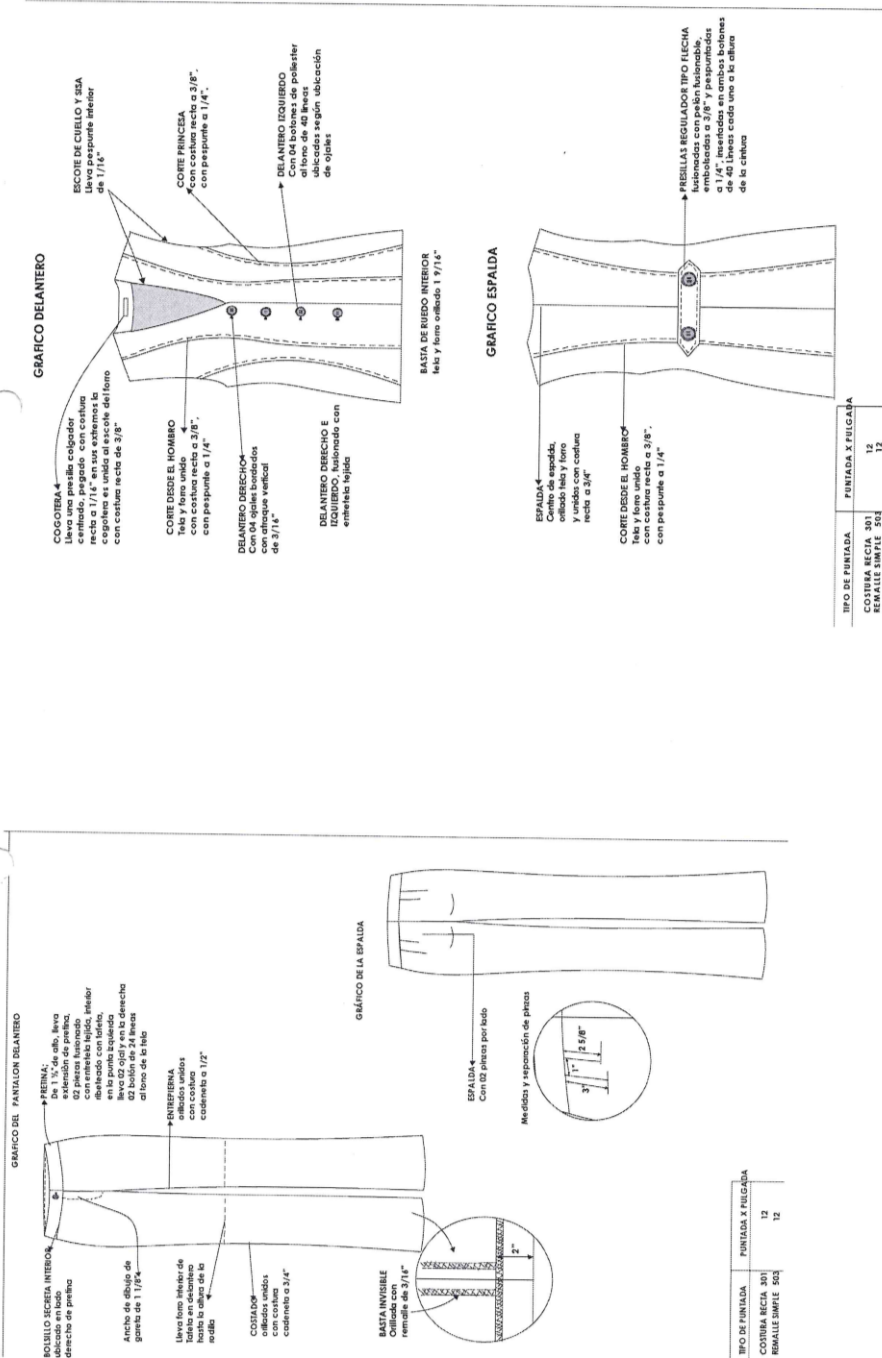 GRAFICO DELANTERO
COGOTERA
Lleva una presilla colgador
centrado, pegado con costura
recta a 1/16" en sus extremos la
cogotera es unida al escote del forro
con costura recta de 3/8"
ESCOTE DE CUELLO Y SISA
Lleva pespunte interior
de 1/16"
CORTE PRINCESA
con costura recta a 3/8".
con pespunte a 1/4".
CORTE DESDE EL HOMBRO
Tela y forro unido
con costura recta a 3/8".
con pespunte a 1/4"
DELANTERO IZQUIERDO
Con 04 botones de poliester
al tono de 40 lineas
ubicados según ubicación
de ojales
DELANTERO DERECHO
Con 04 ojales bordados
con atraque vertical
de 3/16"
DELANTERO DERECHO E
IZQUIERDO, fusionado con
entretela tejida
BASTA DE RUEDO INTERIOR
tela y forro orillado 1 9/16"
GRAFICO ESPALDA
ESPALDA
Centro de espalda,
orillado tela y forro
y unidos con costura
recta a 3/4"
CORTE DESDE EL HOMBRO
Tela y forro unido
con costura recta a 3/8".
con pespunte a 1/4"
PRESILLAS REGULADOR TIPO FLECHA
fusionadas con pelón fusionable,
embolsadas a 3/8" y pespuntadas
a 1/4", insertadas en ambos botones
de 40 Líneas cada uno a la altura
de la cintura
TIPO DE PUNTADA PUNTADA X PULGADA
COSTURA RECTA 301 12
REMALLE SIMPLE 503 12
GRAFICO DEL PANTALON DELANTERO
BOLSILLO SECRETA INTERIOR
ubicado en lado
derecho de pretina
PRETINA:
De 1 ½" de alto, lleva
extensión de pretina,
02 piezas fusionado
con entretela tejida, interior
ribeteado con tafeta,
en la punta izquierda
lleva 02 ojal y en la derecha
02 botón de 24 lineas
al tono de la tela
Ancho de dibujo de
gareta de 1 1/8"
ENTREPIERNA
orillados unidos
con costura
cadeneta a 1/2"
Lleva forro interior de
Tafeta en delantero
hasta la altura de la
rodilla
COSTADO
orillados unidos
con costura
cadeneta a 3/4"
BASTA INVISIBLE
Orillada con
remalle de 3/16"
2"
GRÁFICO DE LA ESPALDA
ESPALDA
Con 02 pinzas por lado
Medidas y separación de pinzas
3"
1"
2 5/8"
TIPO DE PUNTADA PUNTADA X PULGADA
COSTURA RECTA 301 12
REMALLE SIMPLE 503 12